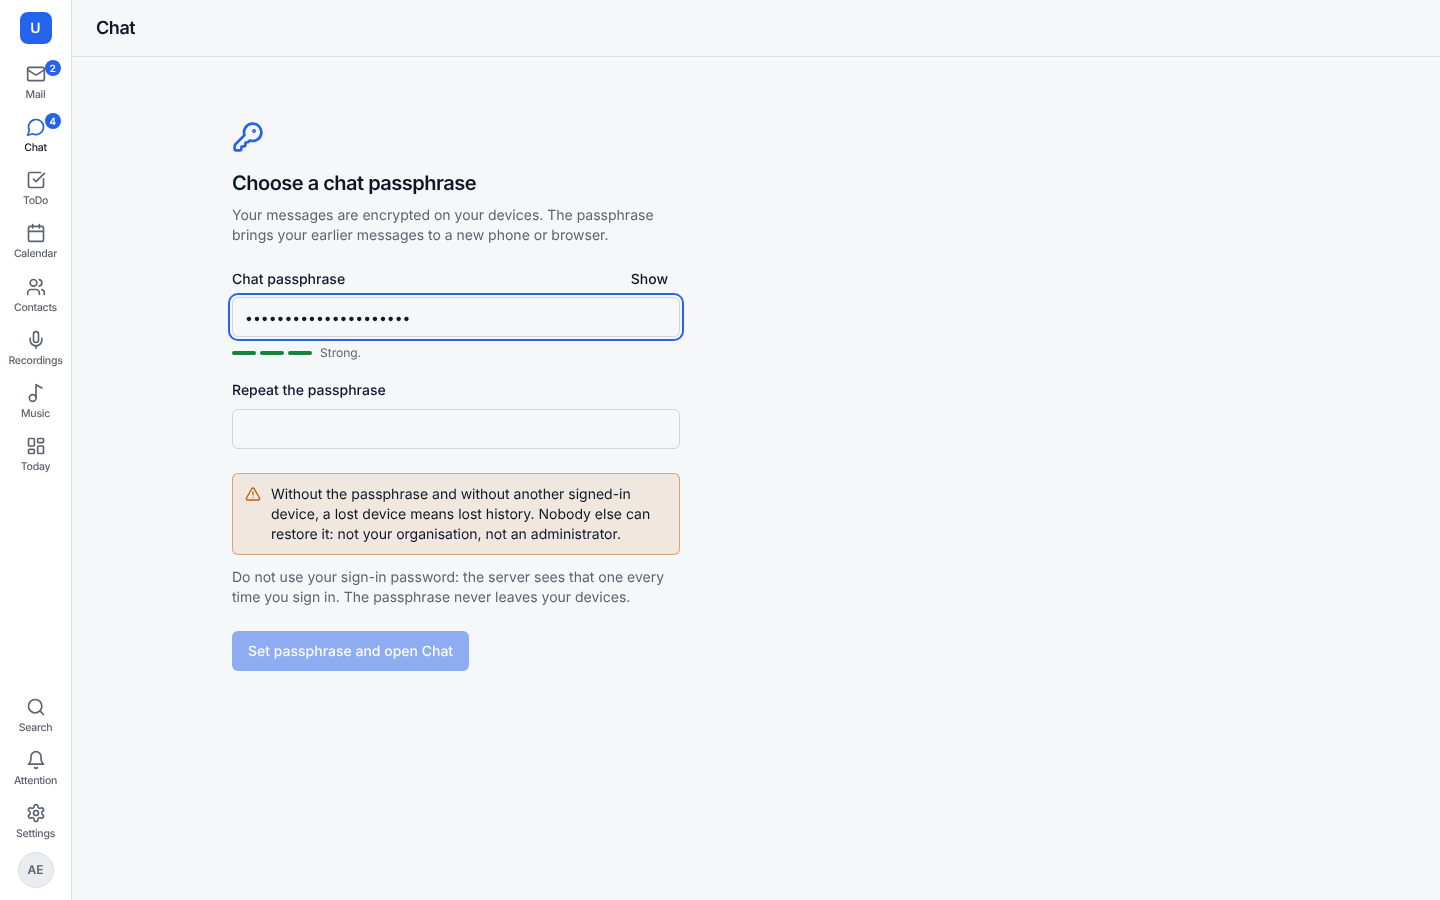 U
Chat
2
Mail
4
Chat
ToDo
Calendar
Contacts
Recordings
Music
Today
Choose a chat passphrase
Your messages are encrypted on your devices. The passphrase
brings your earlier messages to a new phone or browser.
Chat passphrase
Show
•••••••••••••••••••••
Strong.
Repeat the passphrase
Without the passphrase and without another signed-in
device, a lost device means lost history. Nobody else can
restore it: not your organisation, not an administrator.
Do not use your sign-in password: the server sees that one every
time you sign in. The passphrase never leaves your devices.
Set passphrase and open Chat
Search
Attention
Settings
AE